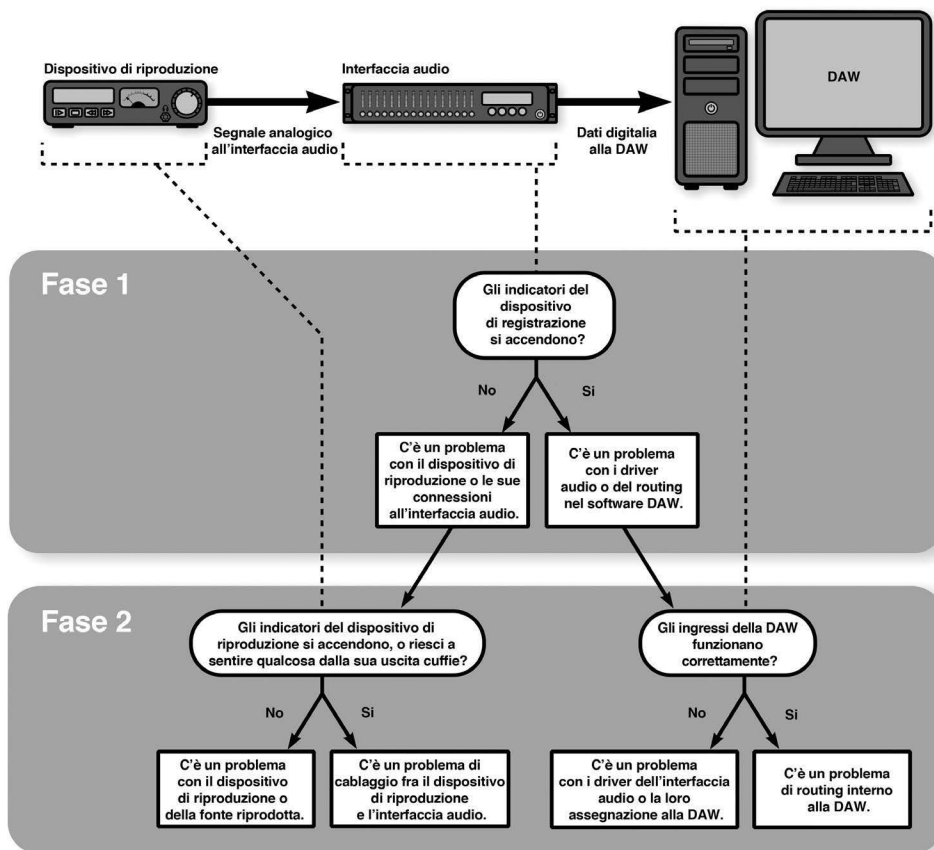 Dispositivo di riproduzione
Interfaccia audio
DAW
Segnale analogico
all'interfaccia audio
Dati digitalia
alla DAW
Fase 1
Gli indicatori del
dispositivo
di registrazione
si accendono?
No
Si
C'è un problema
con il dispositivo di
riproduzione o le sue
connessioni
all'interfaccia audio.
C'è un problema
con i driver
audio o del routing
nel software DAW.
Fase 2
Gli indicatori del dispositivo di
riproduzione si accendono, o riesci a
sentire qualcosa dalla sua uscita cuffie?
Gli ingressi della DAW
funzionano
correttamente?
No
Si
No
Si
C'è un problema
con il dispositivo
di riproduzione o
della fonte riprodotta.
C'è un problema di
cablaggio fra il dispositivo
di riproduzione
e l'interfaccia audio.
C'è un problema
con i driver dell'interfaccia
audio o la loro
assegnazione alla DAW.
C'è un problema
di routing interno
alla DAW.